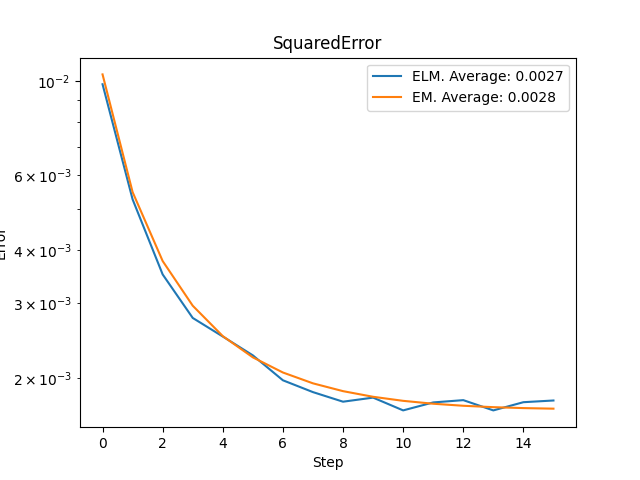 SquaredError
ELM. Average: 0.0027
EM. Average: 0.0028
10⁻²
6 × 10⁻³
4 × 10⁻³
3 × 10⁻³
2 × 10⁻³
Error
0 2 4 6 8 10 12 14
Step